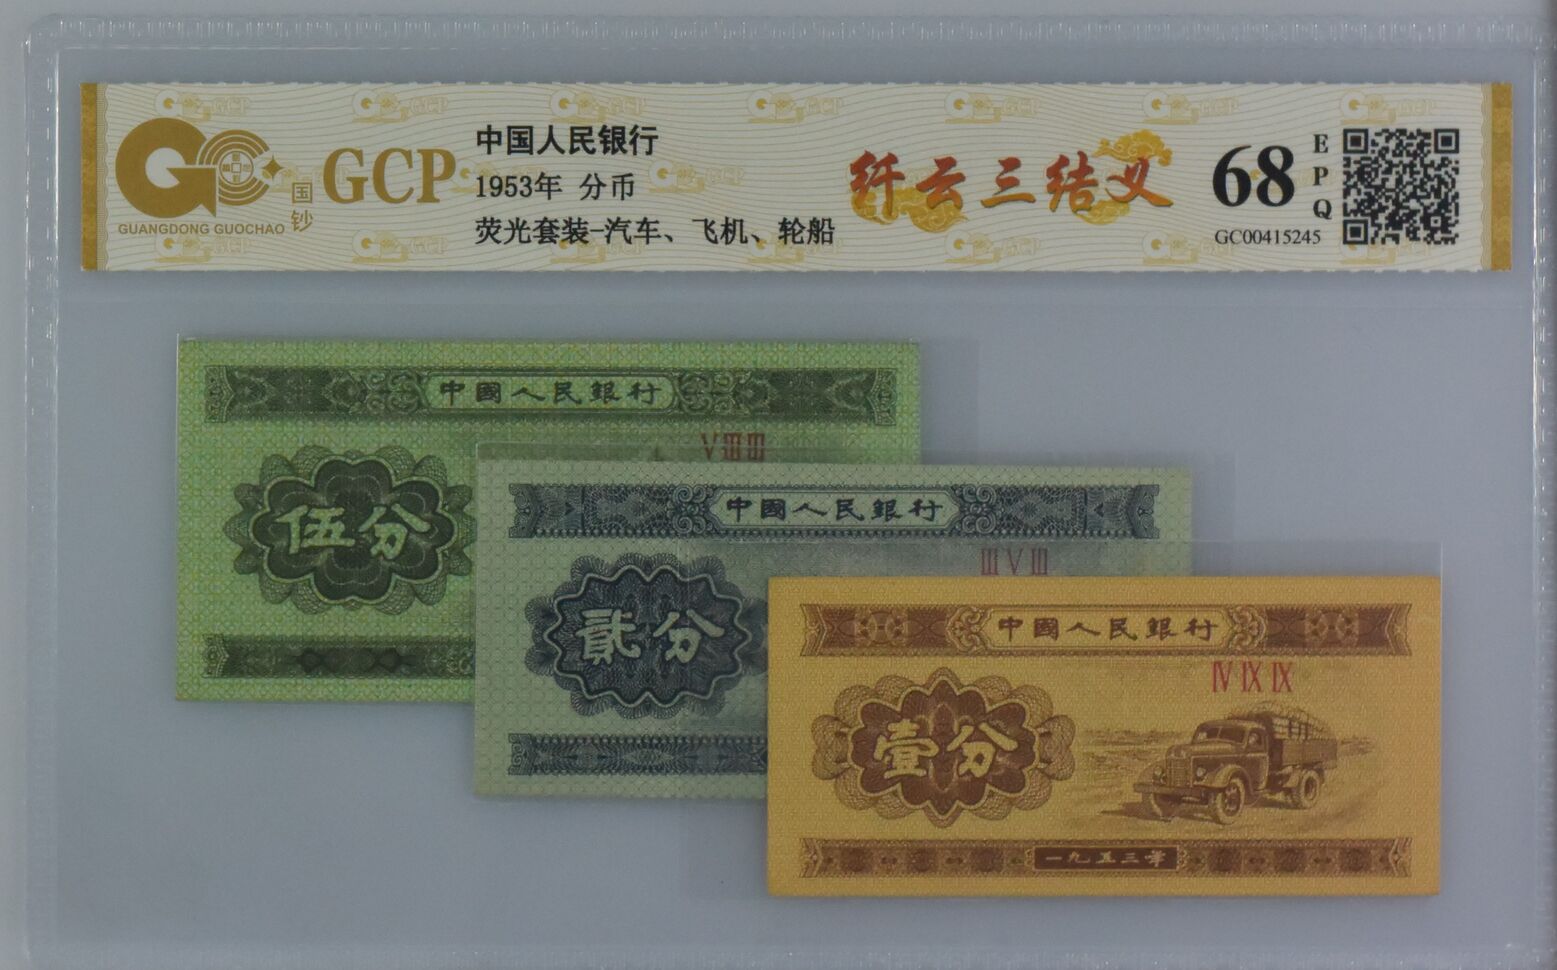 GUANGDONG GUOCHAO
国钞
GCP
中国人民银行
1953年 分币
荧光套装-汽车、飞机、轮船
纤云三结义
68
EPQ
GC00415245
中國人民銀行
ⅤⅢⅢ
伍分
中國人民銀行
ⅢⅤⅢ
貳分
中國人民銀行
ⅣⅨⅨ
壹分
一九五三年